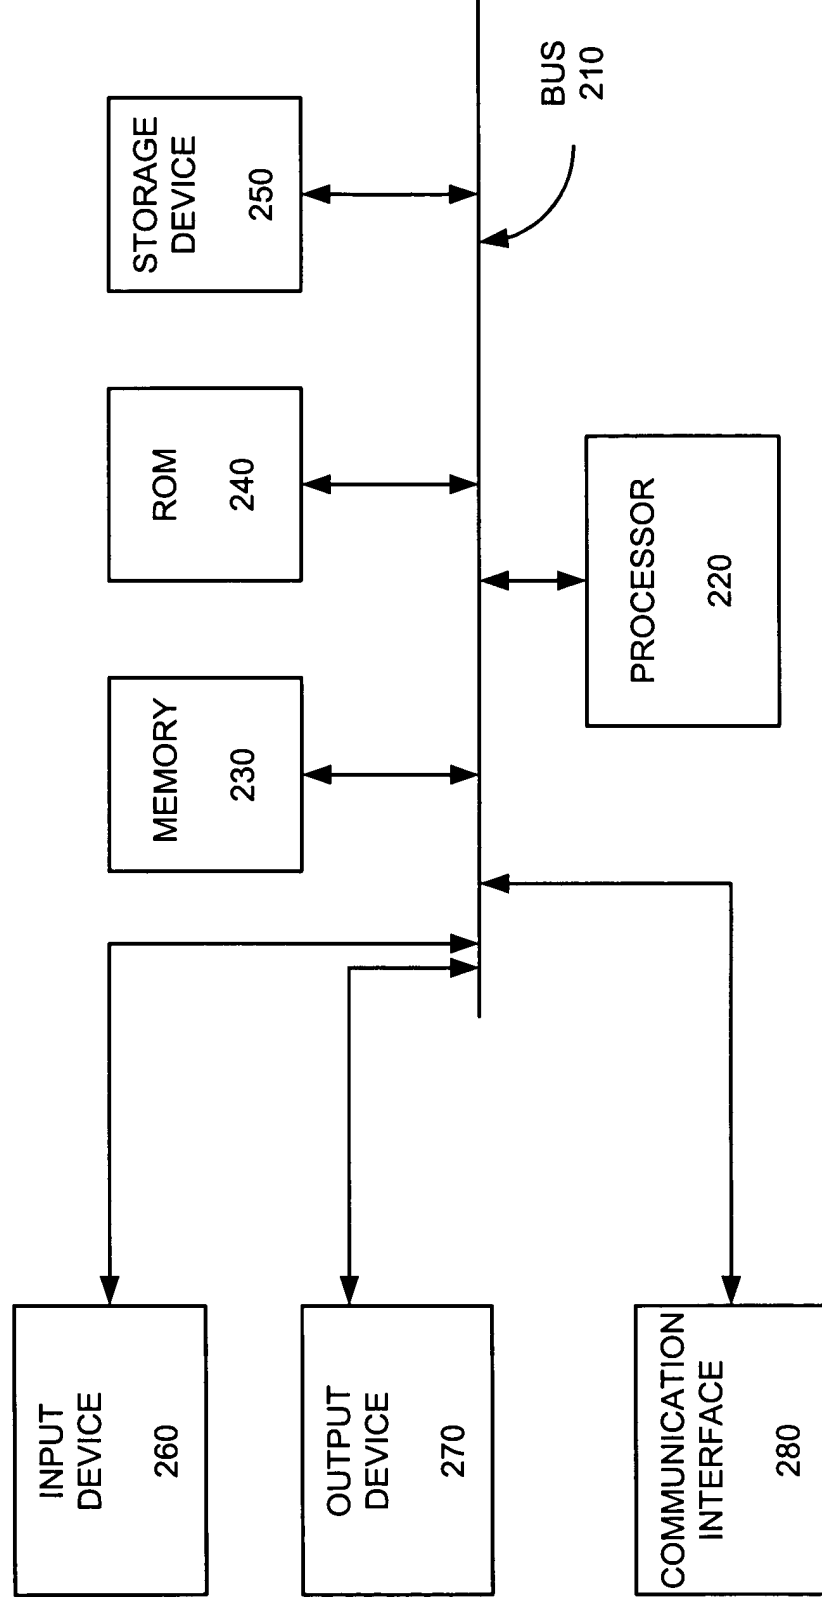 INPUT
DEVICE
260
MEMORY
230
ROM
240
STORAGE
DEVICE
250
OUTPUT
DEVICE
270
BUS
210
COMMUNICATION
INTERFACE
280
PROCESSOR
220